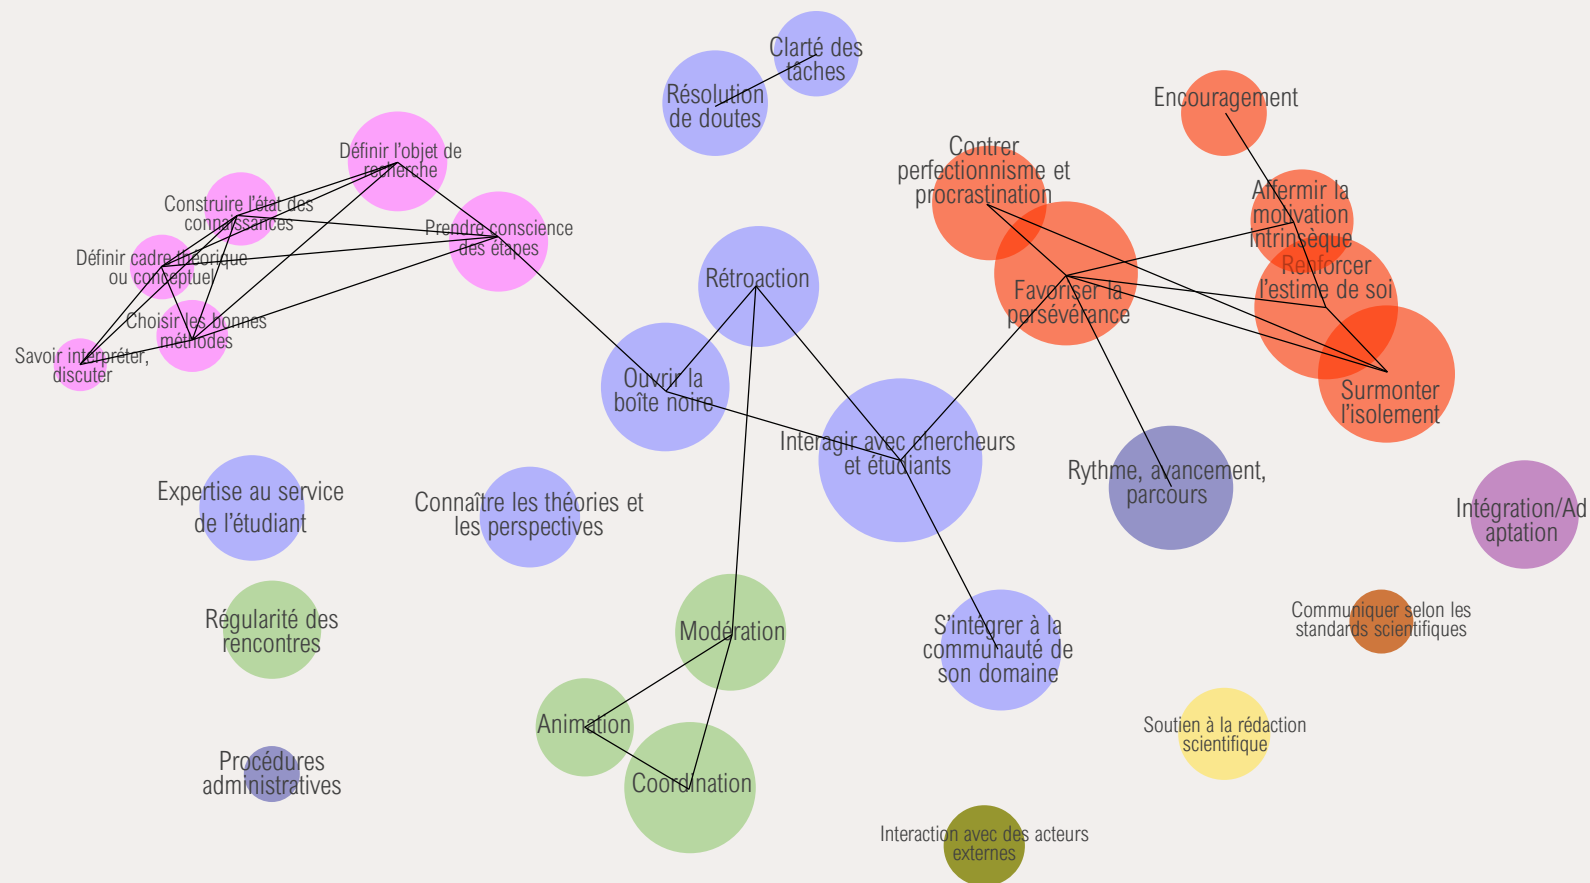 Clarté des
tâches
Résolution
de doutes
Encouragement
Contrer
perfectionnisme et
procrastination
Définir l'objet de
recherche
Construire l'état des
connaissances
Prendre conscience
des étapes
Affermir la
motivation
intrinsèque
Définir cadre théorique
ou conceptuel
Rétroaction
Favoriser la
persévérance
Renforcer
l'estime de soi
Choisir les bonnes
méthodes
Savoir interpréter,
discuter
Ouvrir la
boîte noire
Surmonter
l'isolement
Interagir avec chercheurs
et étudiants
Rythme, avancement,
parcours
Expertise au service
de l'étudiant
Connaître les théories et
les perspectives
Intégration/Ad
aptation
Régularité des
rencontres
Modération
S'intégrer à la
communauté de
son domaine
Communiquer selon les
standards scientifiques
Animation
Soutien à la rédaction
scientifique
Procédures
administratives
Coordination
Interaction avec des acteurs
externes